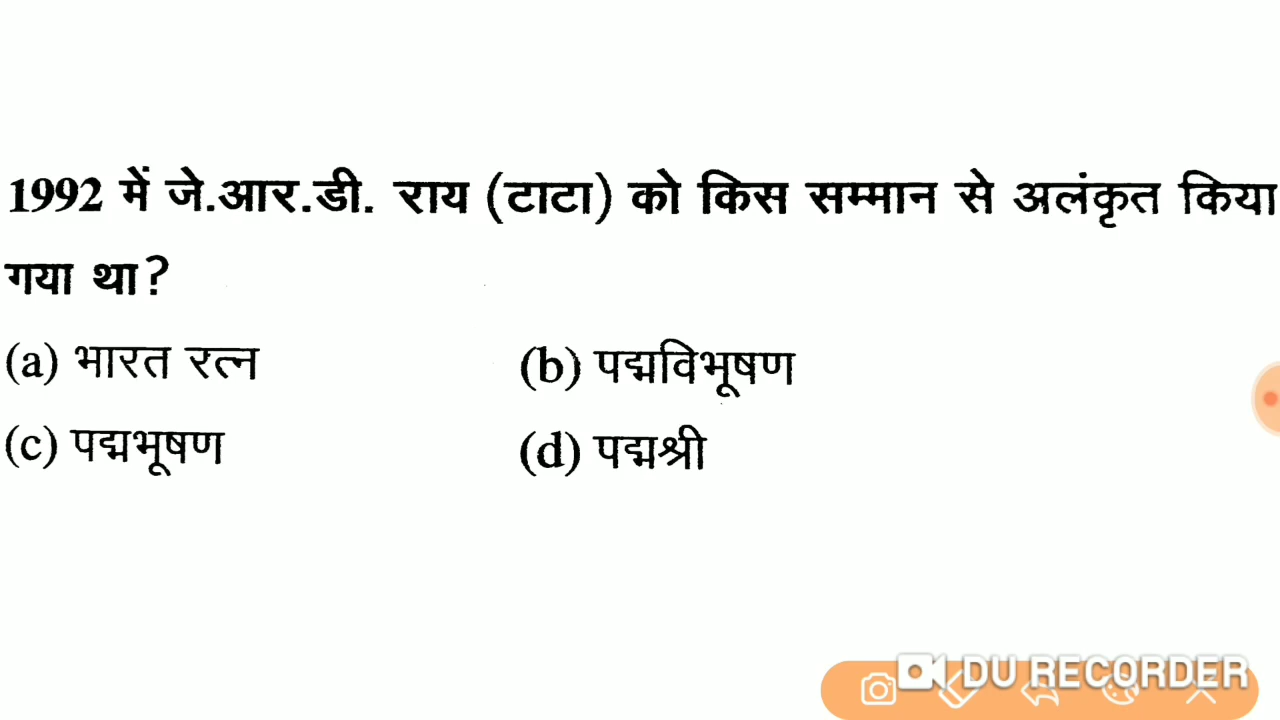 1992 में जे.आर.डी. राय (टाटा) को किस सम्मान से अलंकृत किया
गया था?
(a) भारत रत्न (b) पद्मविभूषण
(c) पद्मभूषण (d) पद्मश्री
DU RECORDER